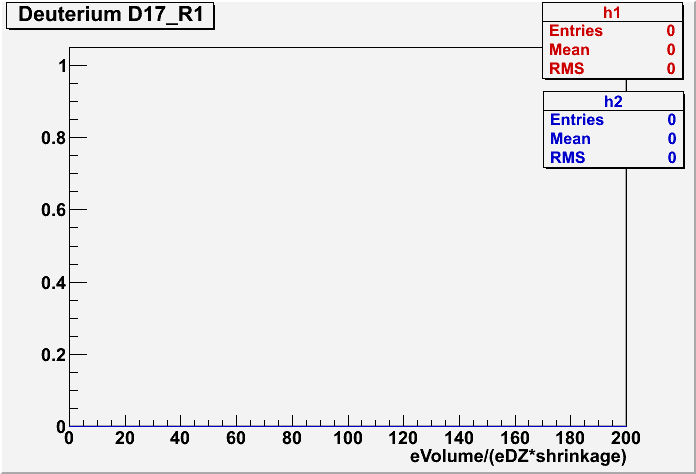 Deuterium D17_R1
h1
Entries 0
Mean 0
RMS 0
h2
Entries 0
Mean 0
RMS 0
1
0.8
0.6
0.4
0.2
0
0 20 40 60 80 100 120 140 160 180 200
eVolume/(eDZ*shrinkage)